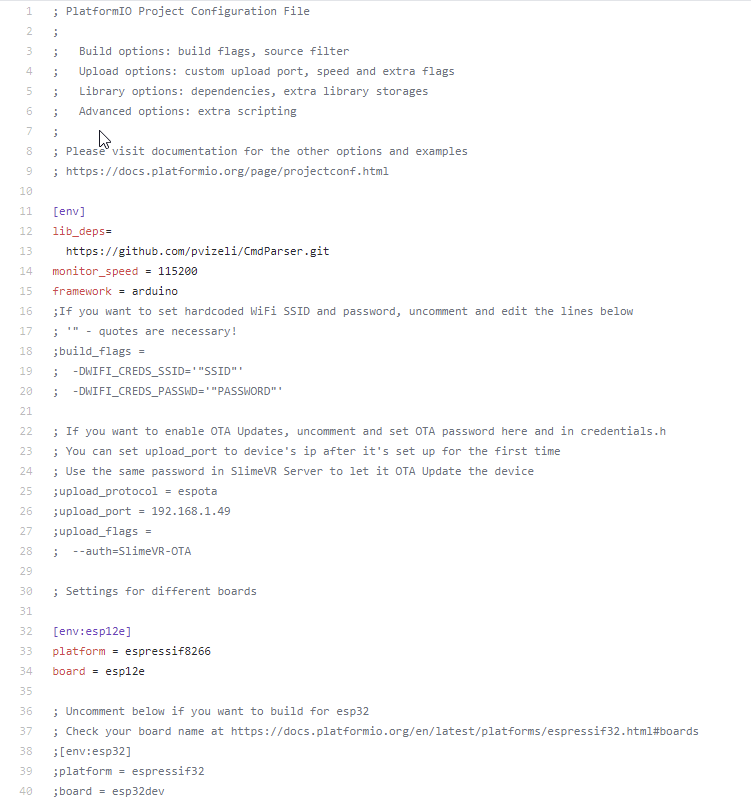 1 ; PlatformIO Project Configuration File
2 ;
3 ;   Build options: build flags, source filter
4 ;   Upload options: custom upload port, speed and extra flags
5 ;   Library options: dependencies, extra library storages
6 ;   Advanced options: extra scripting
7 ;
8 ; Please visit documentation for the other options and examples
9 ; https://docs.platformio.org/page/projectconf.html
10
11 [env]
12 lib_deps=
13   https://github.com/pvizeli/CmdParser.git
14 monitor_speed = 115200
15 framework = arduino
16 ;If you want to set hardcoded WiFi SSID and password, uncomment and edit the lines below
17 ; '" - quotes are necessary!
18 ;build_flags =
19 ;  -DWIFI_CREDS_SSID='"SSID"'
20 ;  -DWIFI_CREDS_PASSWD='"PASSWORD"'
21
22 ; If you want to enable OTA Updates, uncomment and set OTA password here and in credentials.h
23 ; You can set upload_port to device's ip after it's set up for the first time
24 ; Use the same password in SlimeVR Server to let it OTA Update the device
25 ;upload_protocol = espota
26 ;upload_port = 192.168.1.49
27 ;upload_flags =
28 ;  --auth=SlimeVR-OTA
29
30 ; Settings for different boards
31
32 [env:esp12e]
33 platform = espressif8266
34 board = esp12e
35
36 ; Uncomment below if you want to build for esp32
37 ; Check your board name at https://docs.platformio.org/en/latest/platforms/espressif32.html#boards
38 ;[env:esp32]
39 ;platform = espressif32
40 ;board = esp32dev